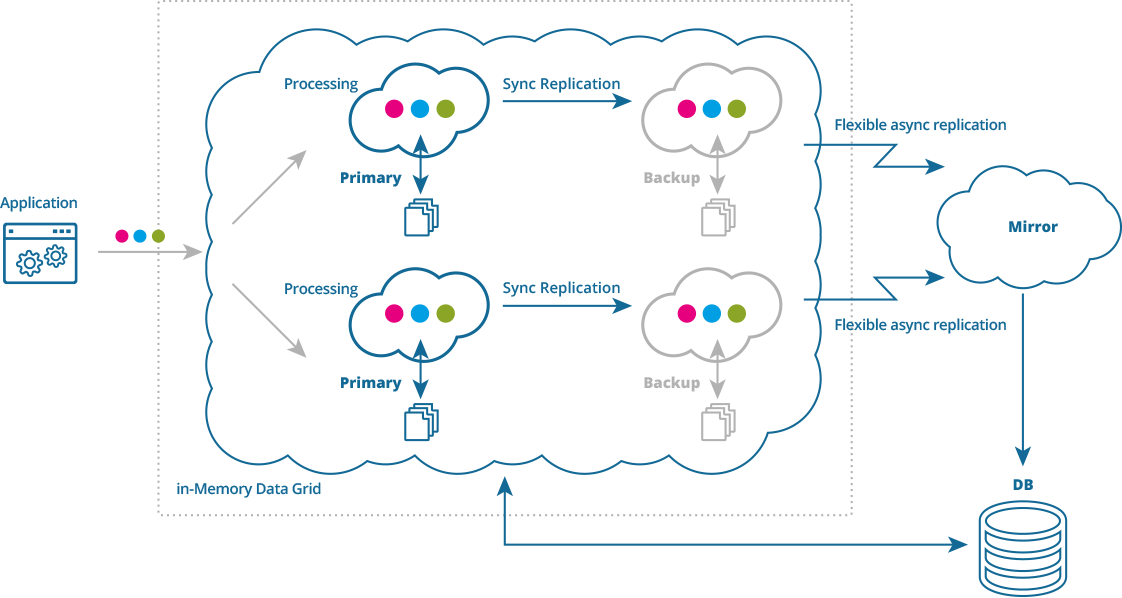 Processing
Sync Replication
Flexible async replication
Primary
Backup
Application
Mirror
Processing
Sync Replication
Flexible async replication
Primary
Backup
in-Memory Data Grid
DB